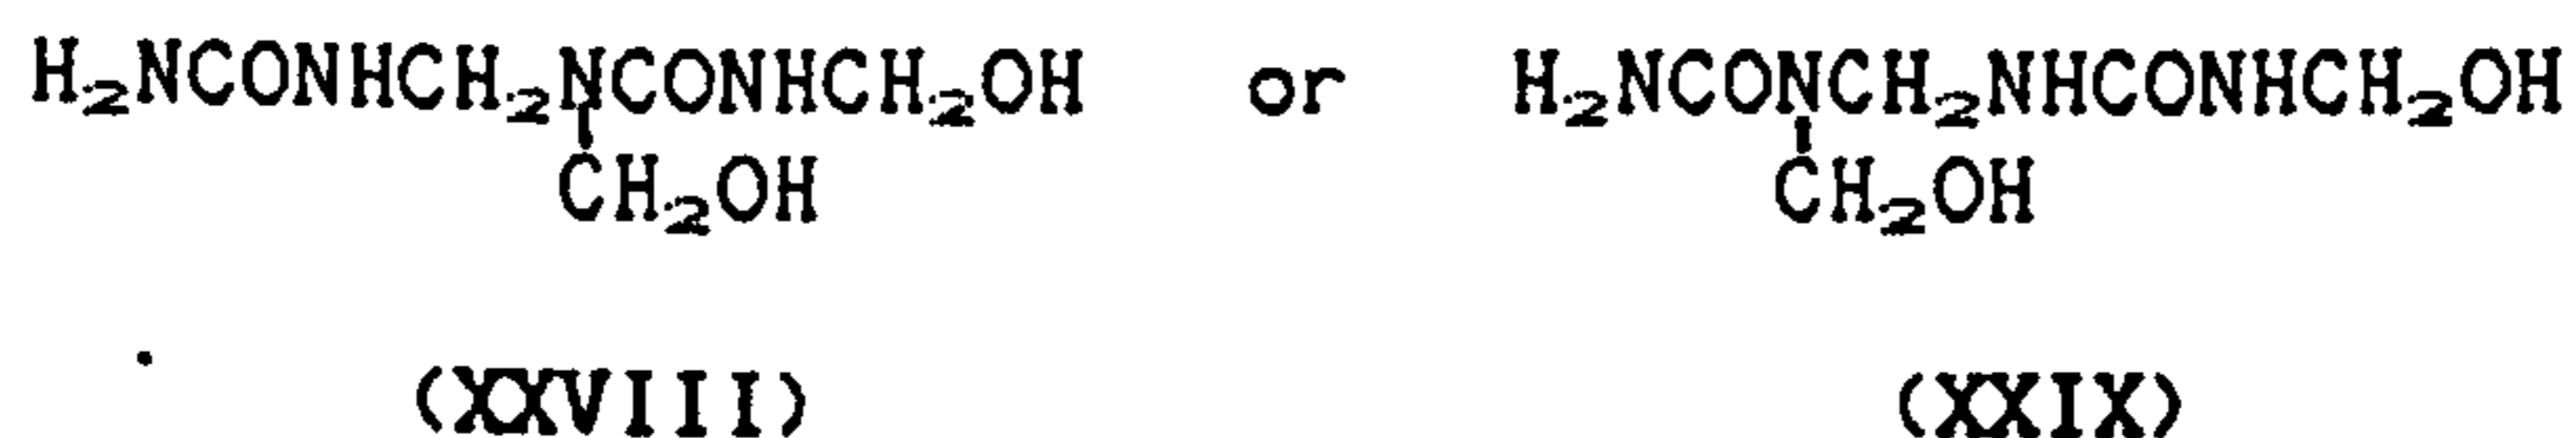 H₂NCONHCH₂NCONHCH₂OH or H₂NCONCH₂NHCONHCH₂OH
CH₂OH CH₂OH
(XXVIII) (XXIX)